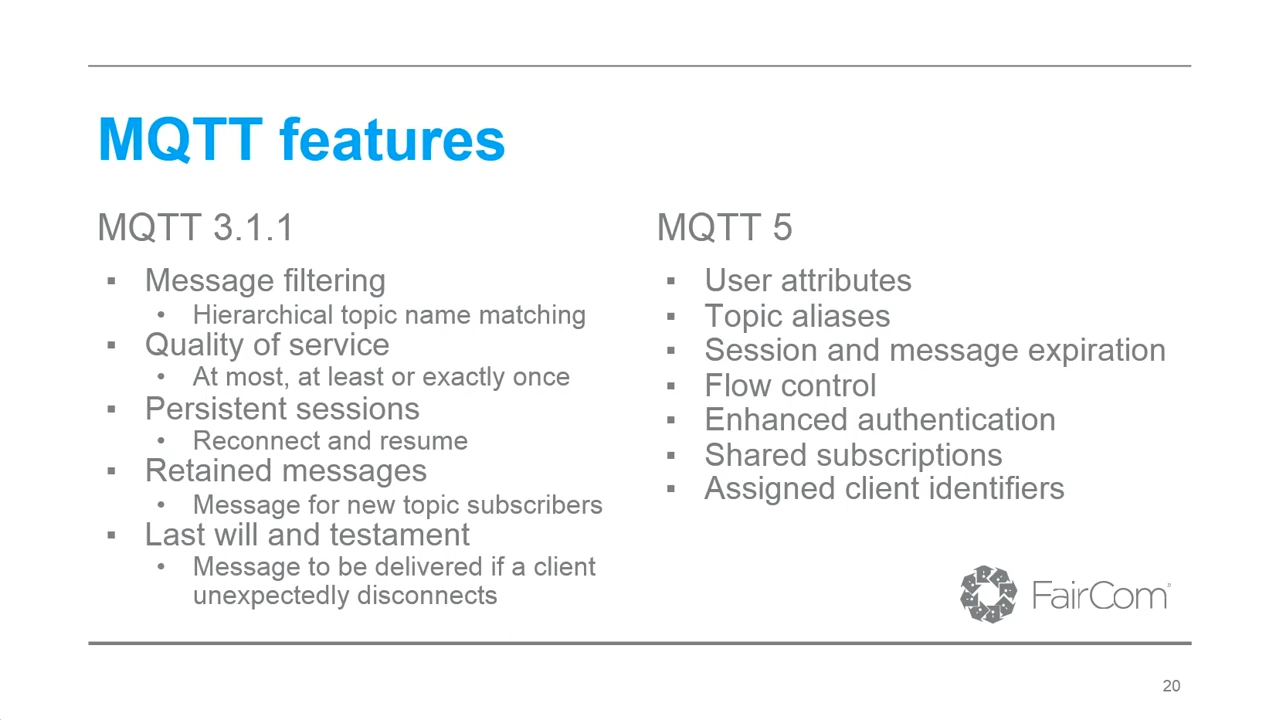 MQTT features
MQTT 3.1.1
▪ Message filtering
• Hierarchical topic name matching
▪ Quality of service
• At most, at least or exactly once
▪ Persistent sessions
• Reconnect and resume
▪ Retained messages
• Message for new topic subscribers
▪ Last will and testament
• Message to be delivered if a client
unexpectedly disconnects
MQTT 5
▪ User attributes
▪ Topic aliases
▪ Session and message expiration
▪ Flow control
▪ Enhanced authentication
▪ Shared subscriptions
▪ Assigned client identifiers
FairCom®
20